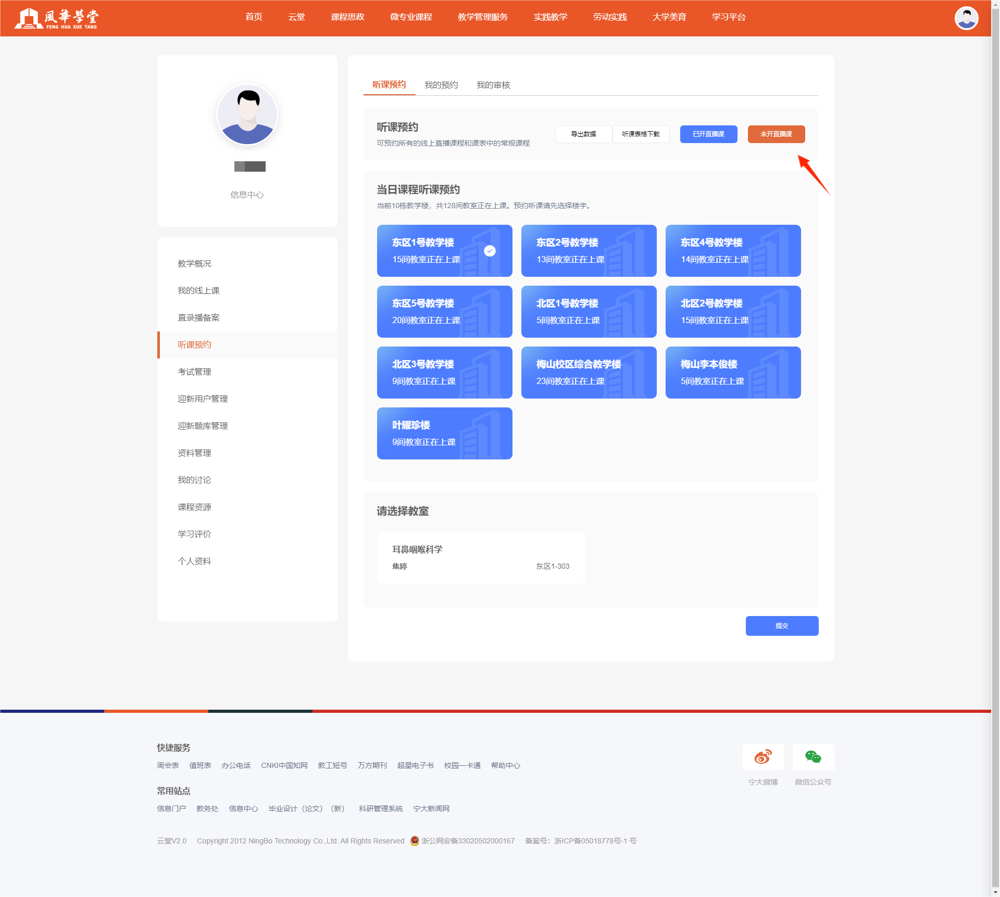 風華學堂
FENG HUA XUE TANG
首页 云堂 课程思政 微专业课程 教学管理服务 实践教学 劳动实践 大学美育 学习平台
信息中心
教学概况
我的线上课
直录播备案
听课预约
考试管理
迎新用户管理
迎新题库管理
资料管理
我的讨论
课程资源
学习评价
个人资料
听课预约 我的预约 我的审核
听课预约
可预约所有的线上直播课程和课表中的常规课程
导出数据 听课表格下载 已开直播课 未开直播课
当日课程听课预约
当前10栋教学楼，共128间教室正在上课。预约听课请先选择楼宇。
东区1号教学楼
15间教室正在上课
东区2号教学楼
13间教室正在上课
东区4号教学楼
14间教室正在上课
东区5号教学楼
20间教室正在上课
北区1号教学楼
5间教室正在上课
北区2号教学楼
15间教室正在上课
北区3号教学楼
9间教室正在上课
梅山校区综合教学楼
23间教室正在上课
梅山李本俊楼
5间教室正在上课
叶耀珍楼
9间教室正在上课
请选择教室
耳鼻咽喉科学
焦婷 东区1-303
提交
快捷服务
周会表 值班表 办公电话 CNKI中国知网 教工短号 万方期刊 超星电子书 校园一卡通 帮助中心
常用站点
信息门户 教务处 信息中心 毕业设计（论文）（新） 科研管理系统 宁大新闻网
宁大微博 微信公众号
云堂V2.0 Copyright 2012 NingBo Technology Co.,Ltd. All Rights Reserved 浙公网安备33020502000167 备案号：浙ICP备05018778号-1 号